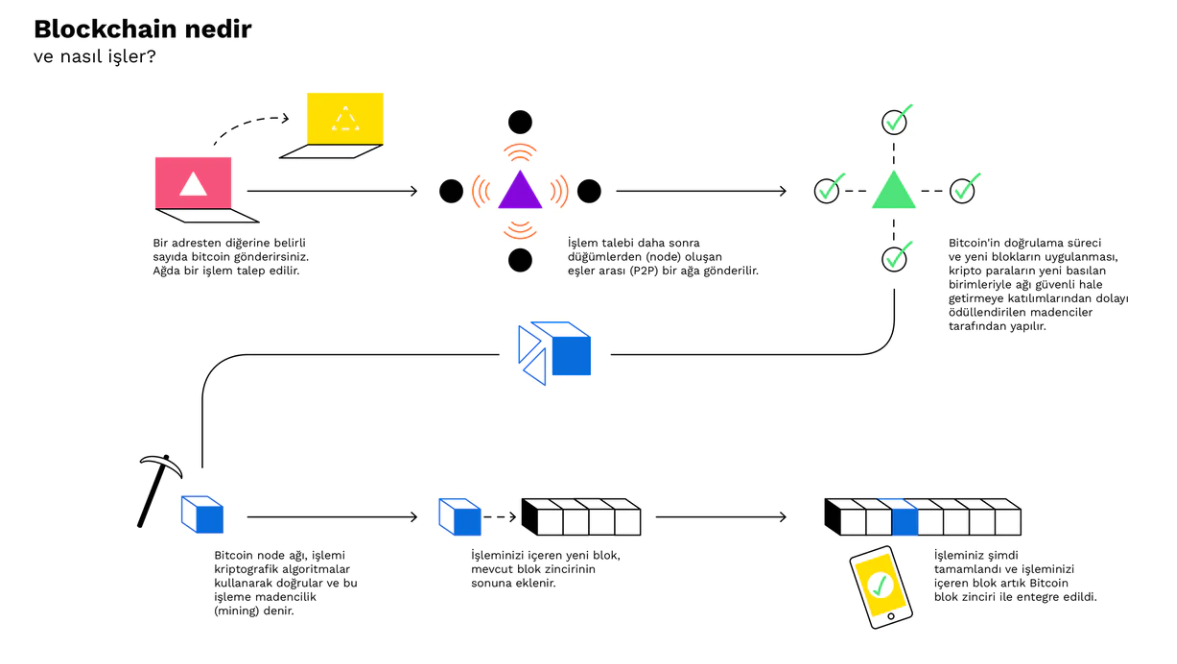 Blockchain nedir
ve nasıl işler?
Bir adresten diğerine belirli
sayıda bitcoin gönderirsiniz.
Ağda bir işlem talep edilir.
İşlem talebi daha sonra
düğümlerden (node) oluşan
eşler arası (P2P) bir ağa gönderilir.
Bitcoin'in doğrulama süreci
ve yeni blokların uygulanması,
kripto paraların yeni basılan
birimleriyle ağı güvenli hale
getirmeye katılımlarından dolayı
ödüllendirilen madenciler
tarafından yapılır.
Bitcoin node ağı, işlemi
kriptografik algoritmalar
kullanarak doğrular ve bu
işleme madencilik
(mining) denir.
İşleminizi içeren yeni blok,
mevcut blok zincirinin
sonuna eklenir.
İşleminiz şimdi
tamamlandı ve işleminizi
içeren blok artık Bitcoin
blok zinciri ile entegre edildi.